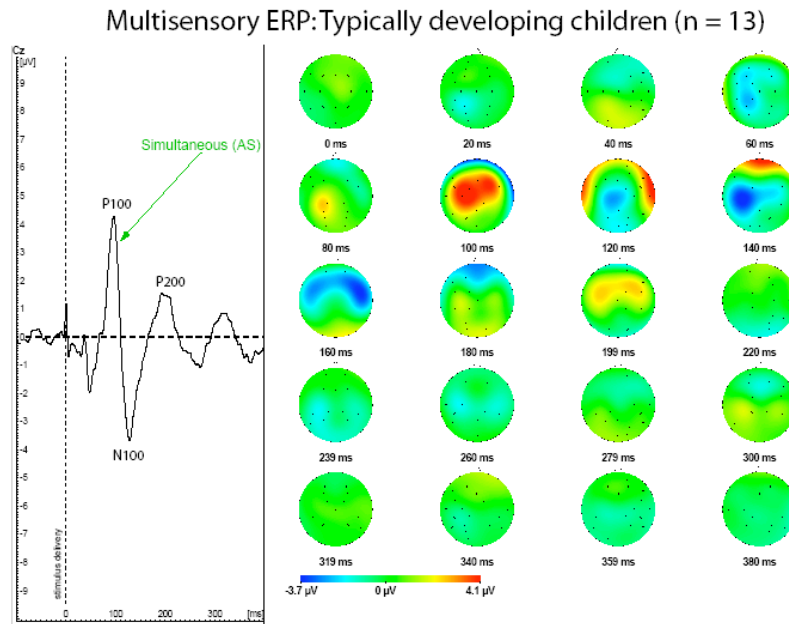 Multisensory ERP: Typically developing children (n = 13)
Cz
[µV]
9
8
7
6
5
4
3
2
1
0
-1
-2
-3
-4
-5
-6
-7
-8
-9
Simultaneous (AS)
P100
P200
N100
stimulus delivery
0 100 200 300 [ms]
0 ms 20 ms 40 ms 60 ms
80 ms 100 ms 120 ms 140 ms
160 ms 180 ms 199 ms 220 ms
239 ms 260 ms 279 ms 300 ms
319 ms 340 ms 359 ms 380 ms
-3.7 µV 0 µV 4.1 µV